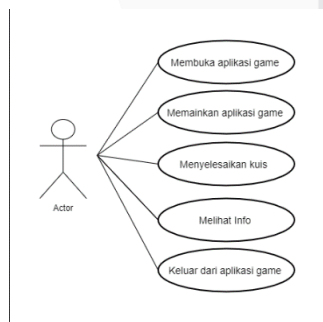 Membuka aplikasi game
Memainkan aplikasi game
Menyelesaikan kuis
Melihat Info
Keluar dari aplikasi game
Actor